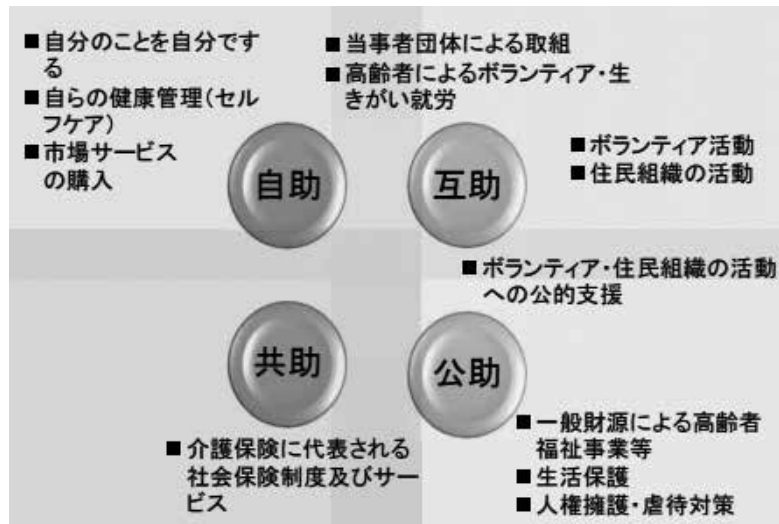 ■自分のことを自分です
る
■自らの健康管理(セル
フケア)
■市場サービス
の購入
自助
■当事者団体による取組
■高齢者によるボランティア・生
きがい就労
互助
■ボランティア活動
■住民組織の活動
■ボランティア・住民組織の活動
への公的支援
共助
■介護保険に代表される
社会保険制度及びサー
ビス
公助
■一般財源による高齢者
福祉事業等
■生活保護
■人権擁護・虐待対策